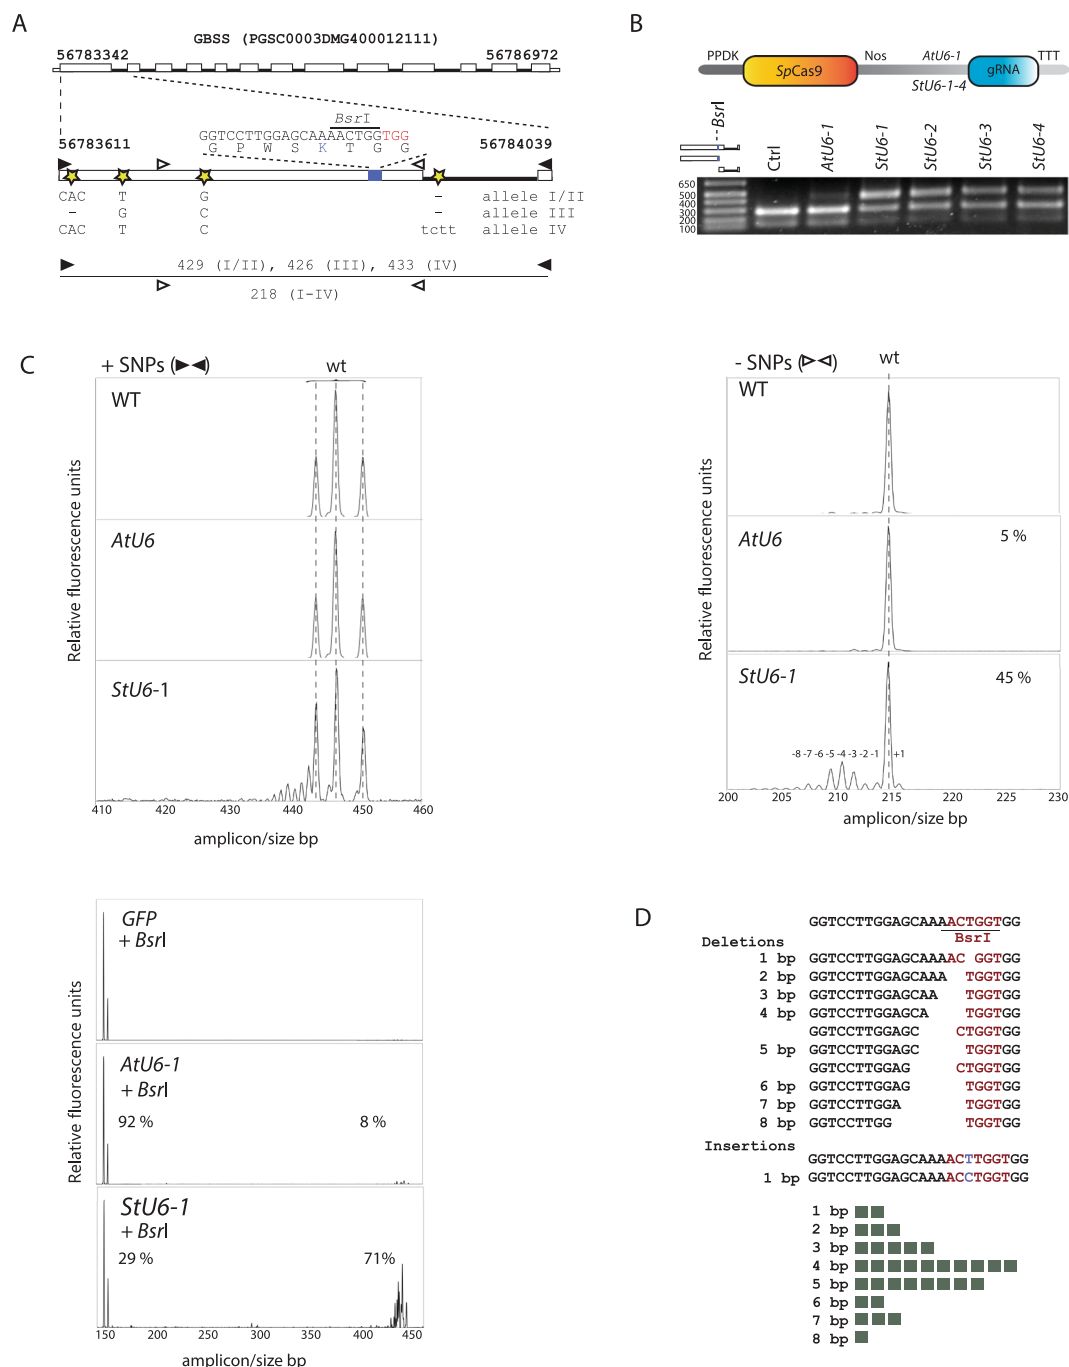 A
GBSS (PGSC0003DMG400012111)
56783342
56786972
BsrI
GGTCCTTGGAGCAAAACTGGTGG
G P W S K T G G
56783611
56784039
CAC T G - allele I/II
- G C allele III
CAC T C tctt allele IV
429 (I/II), 426 (III), 433 (IV)
218 (I-IV)
B
PPDK
SpCas9
Nos
AtU6-1
StU6-1-4
gRNA
TTT
BsrI
Ctrl
AtU6-1
StU6-1
StU6-2
StU6-3
StU6-4
650
500
400
300
200
100
C
+ SNPs
wt
WT
AtU6
StU6-1
Relative fluorescence units
410 420 430 440 450 460
amplicon/size bp
- SNPs
wt
WT
AtU6
5 %
StU6-1
45 %
-8 -7 -6 -5 -4 -3 -2 -1 +1
Relative fluorescence units
200 210 215 220 225 230
amplicon/size bp
GFP
+ BsrI
AtU6-1
+ BsrI
92 %
8 %
StU6-1
+ BsrI
29 %
71%
Relative fluorescence units
150 200 250 300 350 400 450
amplicon/size bp
D
GGTCCTTGGAGCAAAACTGGTGG
BsrI
Deletions
1 bp GGTCCTTGGAGCAAAAC GGTGG
2 bp GGTCCTTGGAGCAAA TGGTGG
3 bp GGTCCTTGGAGCAA TGGTGG
4 bp GGTCCTTGGAGCA TGGTGG
GGTCCTTGGAGC CTGGTGG
5 bp GGTCCTTGGAGC TGGTGG
GGTCCTTGGAG CTGGTGG
6 bp GGTCCTTGGAG TGGTGG
7 bp GGTCCTTGGA TGGTGG
8 bp GGTCCTTGG TGGTGG
Insertions
GGTCCTTGGAGCAAAACTTGGTGG
1 bp GGTCCTTGGAGCAAAACCTGGTGG
1 bp
2 bp
3 bp
4 bp
5 bp
6 bp
7 bp
8 bp